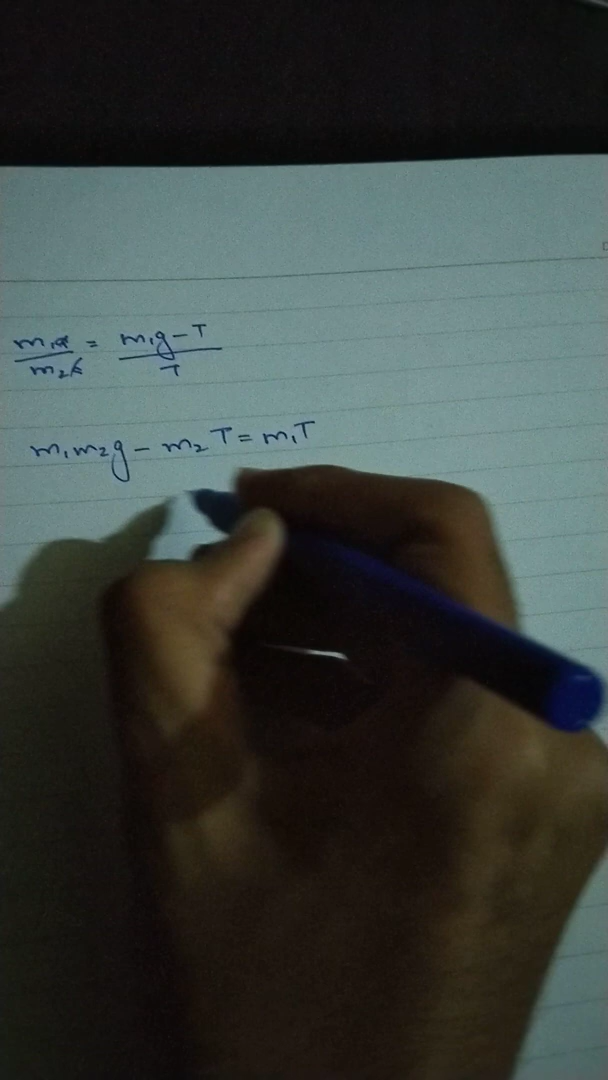 m₁a/m₂a = m₁g-T/T
m₁m₂g - m₂T = m₁T